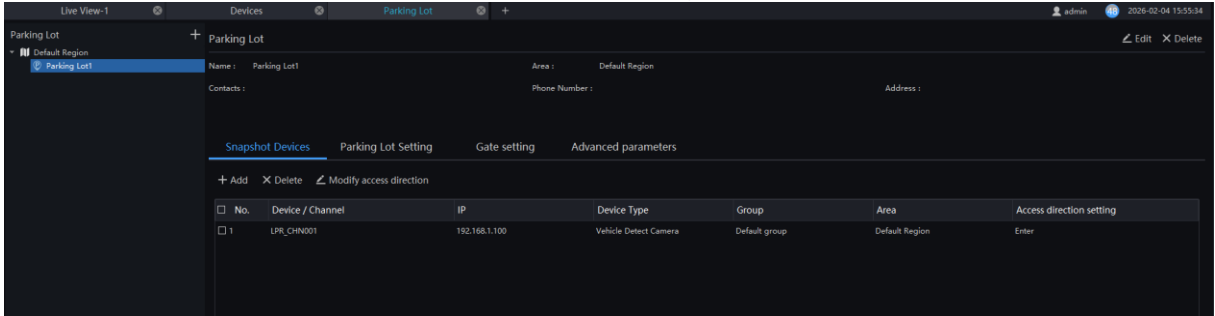 Live View-1 Devices Parking Lot + admin 48 2026-02-04 15:55:34
Parking Lot +
Default Region
Parking Lot1
Parking Lot Edit Delete
Name : Parking Lot1 Area : Default Region
Contacts : Phone Number : Address :
Snapshot Devices Parking Lot Setting Gate setting Advanced parameters
+ Add Delete Modify access direction
No. Device / Channel IP Device Type Group Area Access direction setting
1 LPR_CHN001 192.168.1.100 Vehicle Detect Camera Default group Default Region Enter